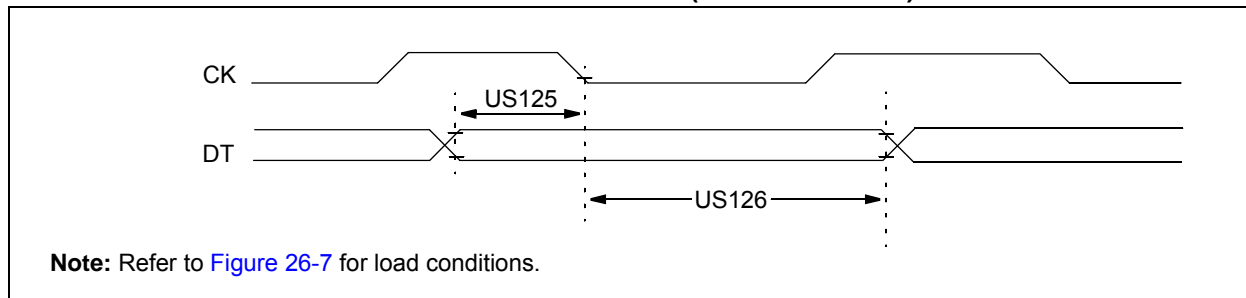 CK
US125
DT
US126
Note: Refer to Figure 26-7 for load conditions.